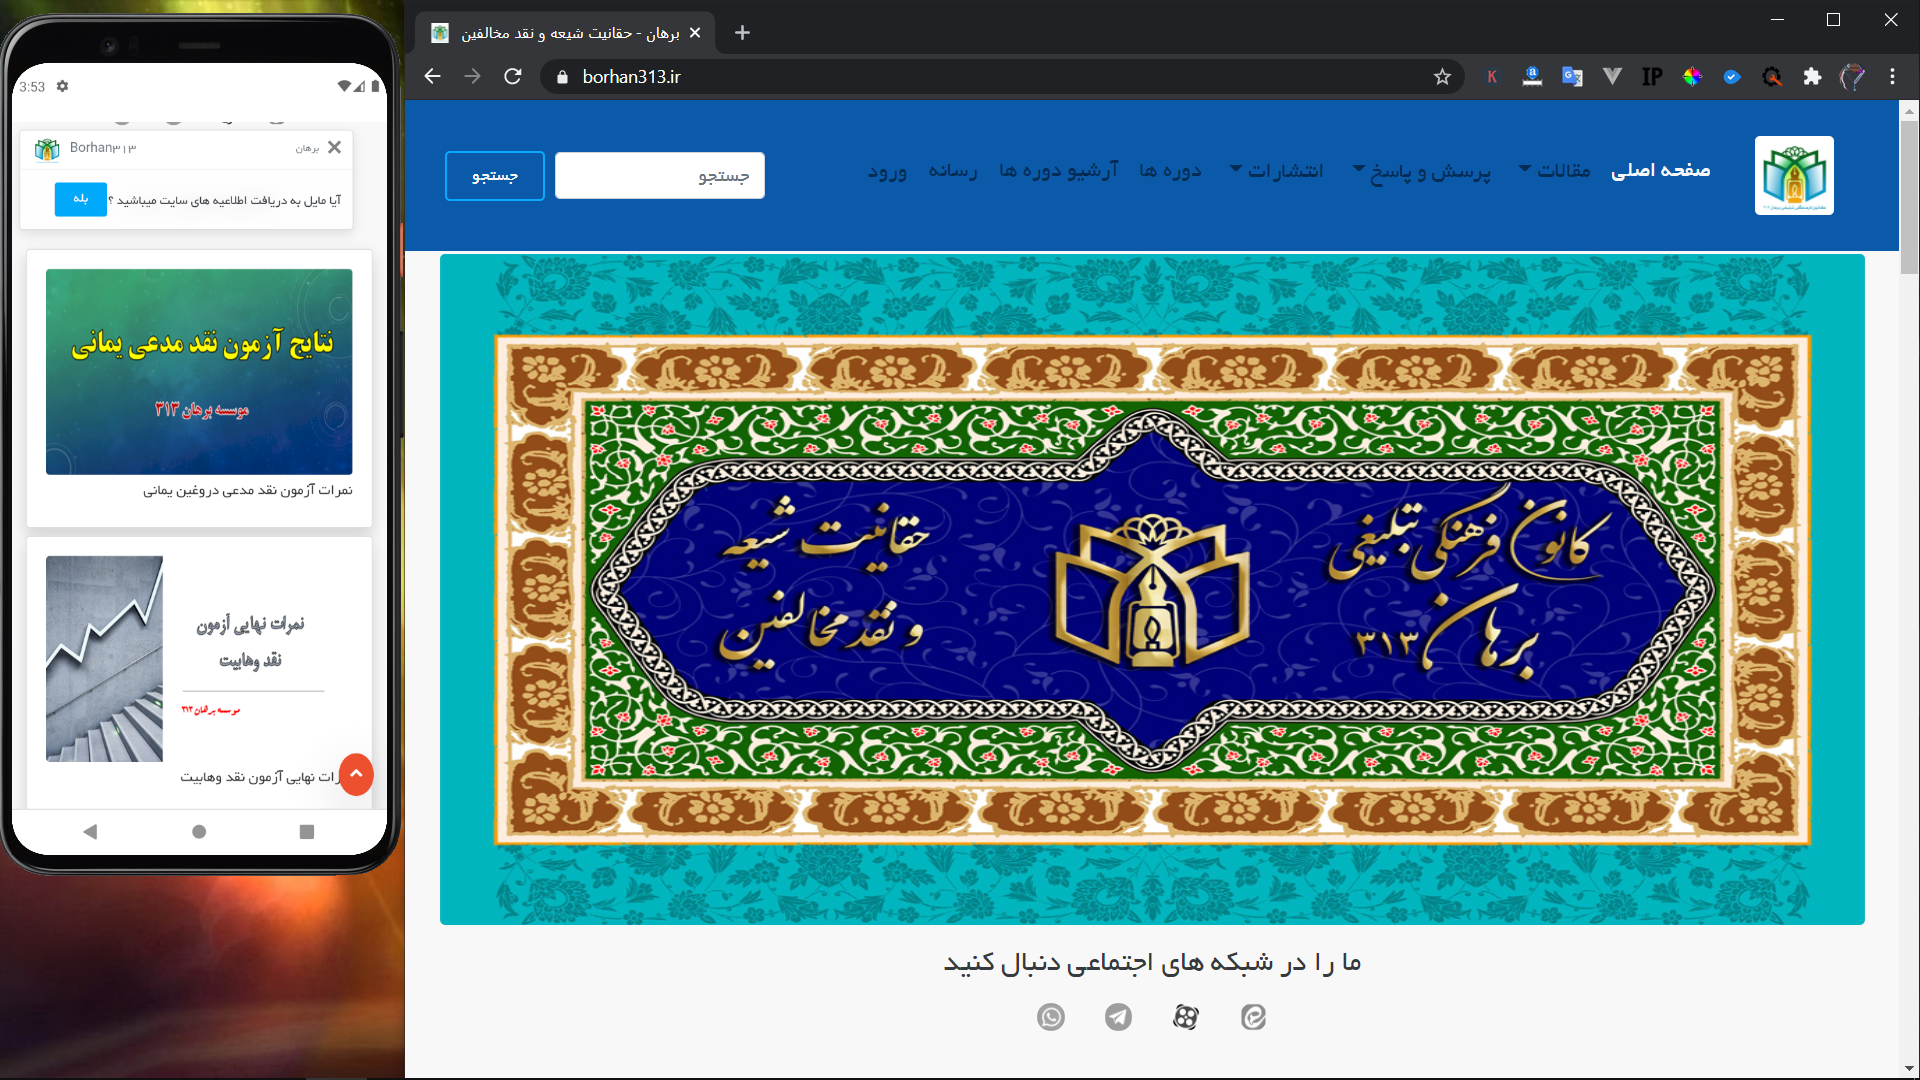 3:53
Borhan۳۱۳
برهان
آیا مایل به دریافت اطلاعیه های سایت میباشید ؟
بله
نتایج آزمون نقد مدعی یمانی
موسسه برهان ۳۱۳
نمرات آزمون نقد مدعی دروغین یمانی
نمرات نهایی آزمون
نقد وهابیت
موسسه برهان ۳۱۳
رات نهایی آزمون نقد وهابیت
برهان - حقانیت شیعه و نقد مخالفین
borhan313.ir
K
IP
صفحه اصلی
مقالات
پرسش و پاسخ
انتشارات
دوره ها
آرشیو دوره ها
رسانه
ورود
جستجو
جستجو
کانون فرهنگی تبلیغی
برهان ۳۱۳
حقانیت شیعه
و نقد مخالفین
ما را در شبکه های اجتماعی دنبال کنید